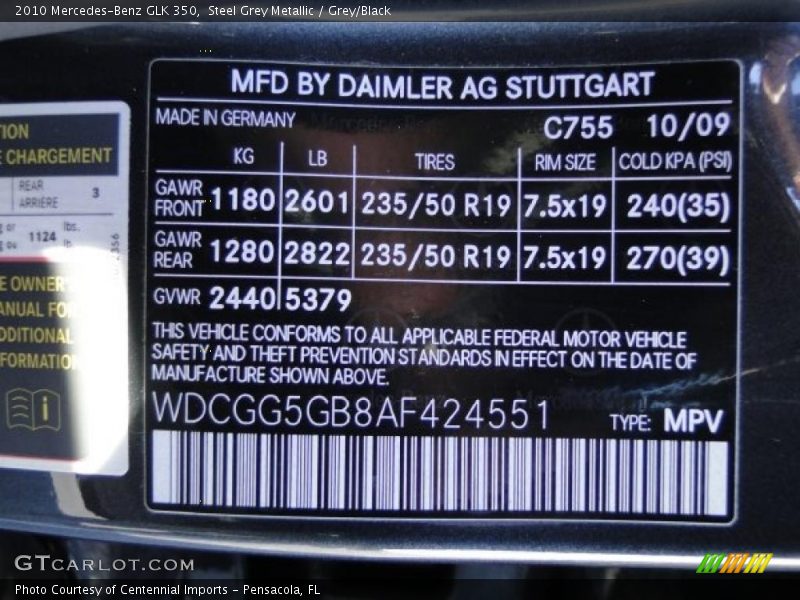 2010 Mercedes-Benz GLK 350,  Steel Grey Metallic / Grey/Black
MFD BY DAIMLER AG STUTTGART
MADE IN GERMANY C755 10/09
KG LB TIRES RIM SIZE COLD KPA (PSI)
GAWR FRONT 1180 2601 235/50 R19 7.5x19 240(35)
GAWR REAR 1280 2822 235/50 R19 7.5x19 270(39)
GVWR 2440 5379
THIS VEHICLE CONFORMS TO ALL APPLICABLE FEDERAL MOTOR VEHICLE
SAFETY AND THEFT PREVENTION STANDARDS IN EFFECT ON THE DATE OF
MANUFACTURE SHOWN ABOVE.
WDCGG5GB8AF424551 TYPE: MPV
TION
E CHARGEMENT
REAR 3
ARRIÈRE
1124 lbs.
E OWNER'S
ANUAL FOR
DDITIONAL
FORMATION
GTCARLOT.COM
Photo Courtesy of Centennial Imports - Pensacola, FL